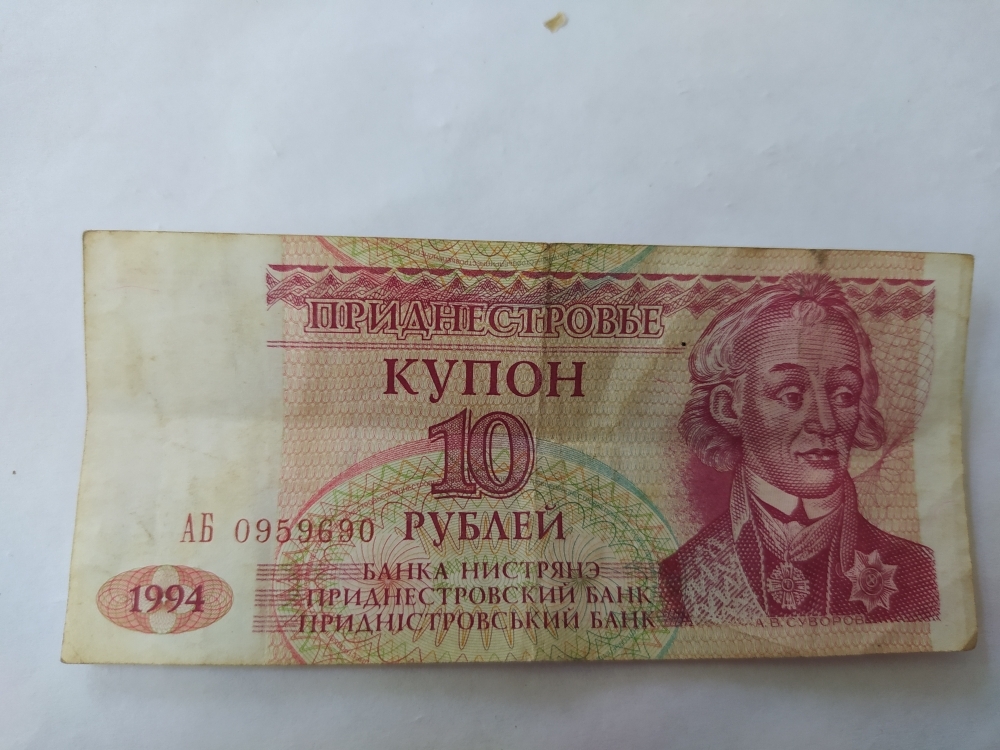 ПРИДНЕСТРОВЬЕ
КУПОН
10
РУБЛЕЙ
АБ 0959690
1994
БАНКА НИСТРЯНЭ
ПРИДНЕСТРОВСКИЙ БАНК
ПРИДНІСТРОВСЬКИЙ БАНК
А.В.СУВОРОВ